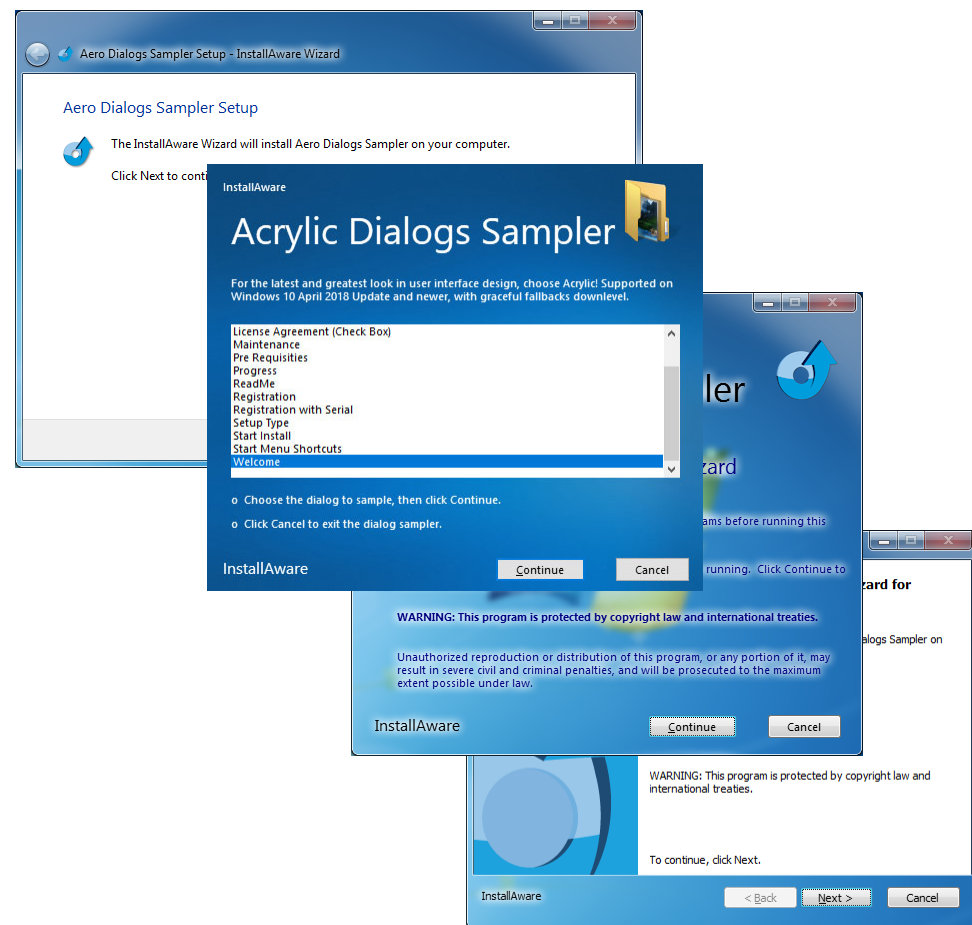 Aero Dialogs Sampler Setup - InstallAware Wizard
Aero Dialogs Sampler Setup
The InstallAware Wizard will install Aero Dialogs Sampler on your computer.
Click Next to conti
InstallAware
Acrylic Dialogs Sampler
For the latest and greatest look in user interface design, choose Acrylic! Supported on
Windows 10 April 2018 Update and newer, with graceful fallbacks downlevel.
License Agreement (Check Box)
Maintenance
Pre Requisities
Progress
ReadMe
Registration
Registration with Serial
Setup Type
Start Install
Start Menu Shortcuts
Welcome
o Choose the dialog to sample, then click Continue.
o Click Cancel to exit the dialog sampler.
InstallAware
Continue
Cancel
ler
zard
ams before running this
running. Click Continue to
WARNING: This program is protected by copyright law and international treaties.
Unauthorized reproduction or distribution of this program, or any portion of it, may
result in severe civil and criminal penalties, and will be prosecuted to the maximum
extent possible under law.
InstallAware
Continue
Cancel
zard for
alogs Sampler on
WARNING: This program is protected by copyright law and
international treaties.
To continue, click Next.
InstallAware
< Back
Next >
Cancel